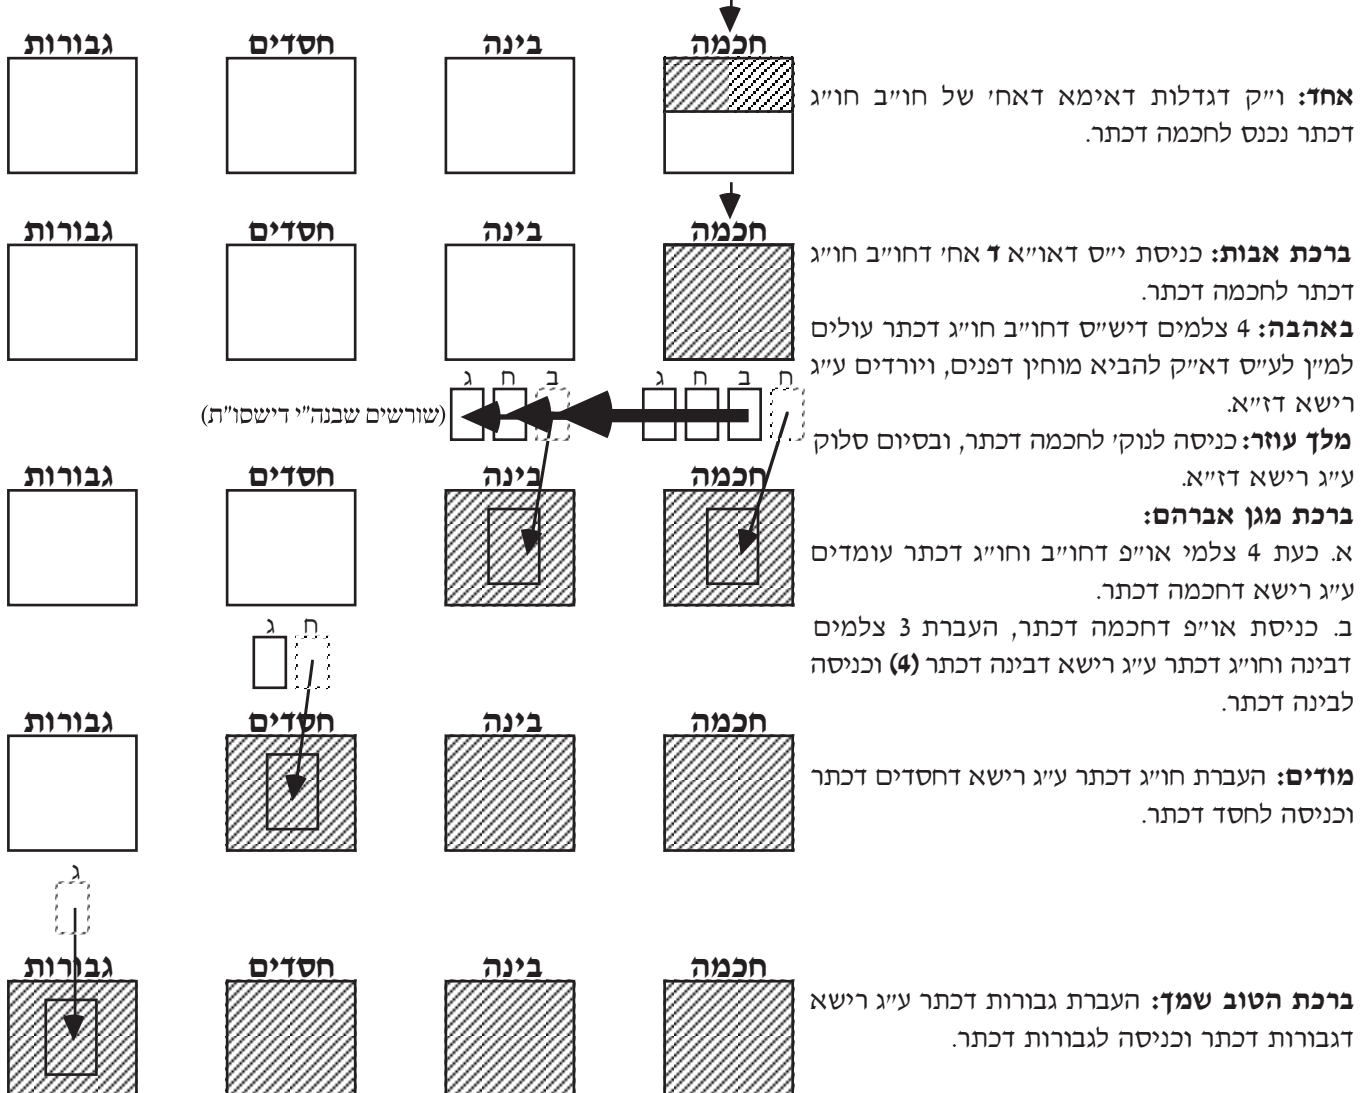 חכמה בינה חסדים גבורות
אחד: ו״ק דגדלות דאימא דאח׳ של חו״ב חו״ג
דכתר נכנס לחכמה דכתר.
חכמה בינה חסדים גבורות
ברכת אבות: כניסת י״ס דאו״א ד אח׳ דחו״ב חו״ג
דכתר לחכמה דכתר.
באהבה: 4 צלמים דיש״ס דחו״ב חו״ג דכתר עולים
למ״ן לע״ס דא״ק להביא מוחין דפנים, ויורדים ע״ג
רישא דז״א.
ח ב ח ג ב ח ג
(שורשים שבנה"י דישסו"ת)
מלך עוזר: כניסה לנוק׳ לחכמה דכתר, ובסיום סלוק
ע״ג רישא דז״א.
חכמה בינה חסדים גבורות
ברכת מגן אברהם:
א. כעת 4 צלמי או״פ דחו״ב וחו״ג דכתר עומדים
ע״ג רישא דחכמה דכתר.
ב. כניסת או״פ דחכמה דכתר, העברת 3 צלמים
דבינה וחו״ג דכתר ע״ג רישא דבינה דכתר (4) וכניסה
לבינה דכתר.
ח ג
חכמה בינה חסדים גבורות
מודים: העברת חו״ג דכתר ע״ג רישא דחסדים דכתר
וכניסה לחסד דכתר.
ג
חכמה בינה חסדים גבורות
ברכת הטוב שמך: העברת גבורות דכתר ע״ג רישא
דגבורות דכתר וכניסה לגבורות דכתר.